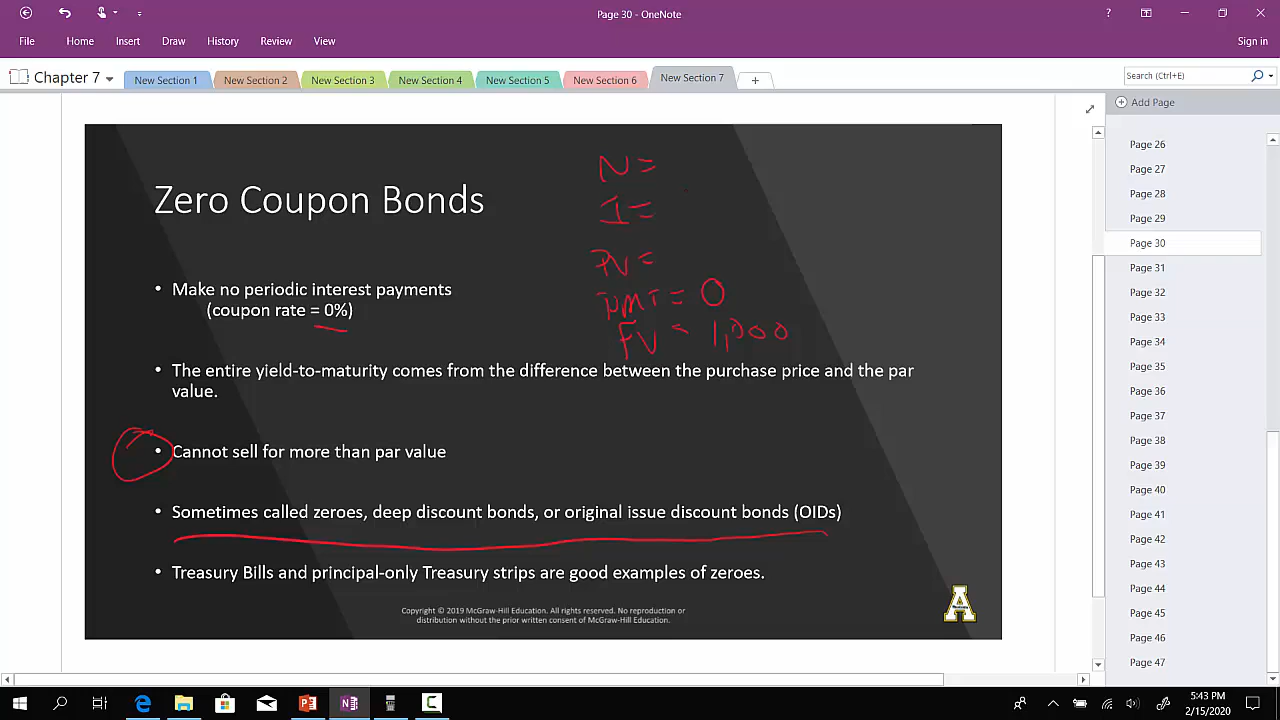 Page 30 - OneNote
?
File Home Insert Draw History Review View
Sign in
Chapter 7
New Section 1
New Section 2
New Section 3
New Section 4
New Section 5
New Section 6
New Section 7
Search (Ctrl+E)
Add Page
Zero Coupon Bonds
N =
I =
PV =
PMT = 0
FV = 1,000
• Make no periodic interest payments
(coupon rate = 0%)
• The entire yield-to-maturity comes from the difference between the purchase price and the par
value.
• Cannot sell for more than par value
• Sometimes called zeroes, deep discount bonds, or original issue discount bonds (OIDs)
• Treasury Bills and principal-only Treasury strips are good examples of zeroes.
Copyright © 2019 McGraw-Hill Education. All rights reserved. No reproduction or
distribution without the prior written consent of McGraw-Hill Education.
A
Page 26
Page 27
Page 28
Page 29
Page 30
Page 31
Page 32
Page 33
Page 34
Page 35
Page 36
Page 37
Page 38
Page 39
Page 40
Page 41
Page 42
Page 43
Page 44
Page 45
Page 46
Page 47
5:43 PM
2/15/2020